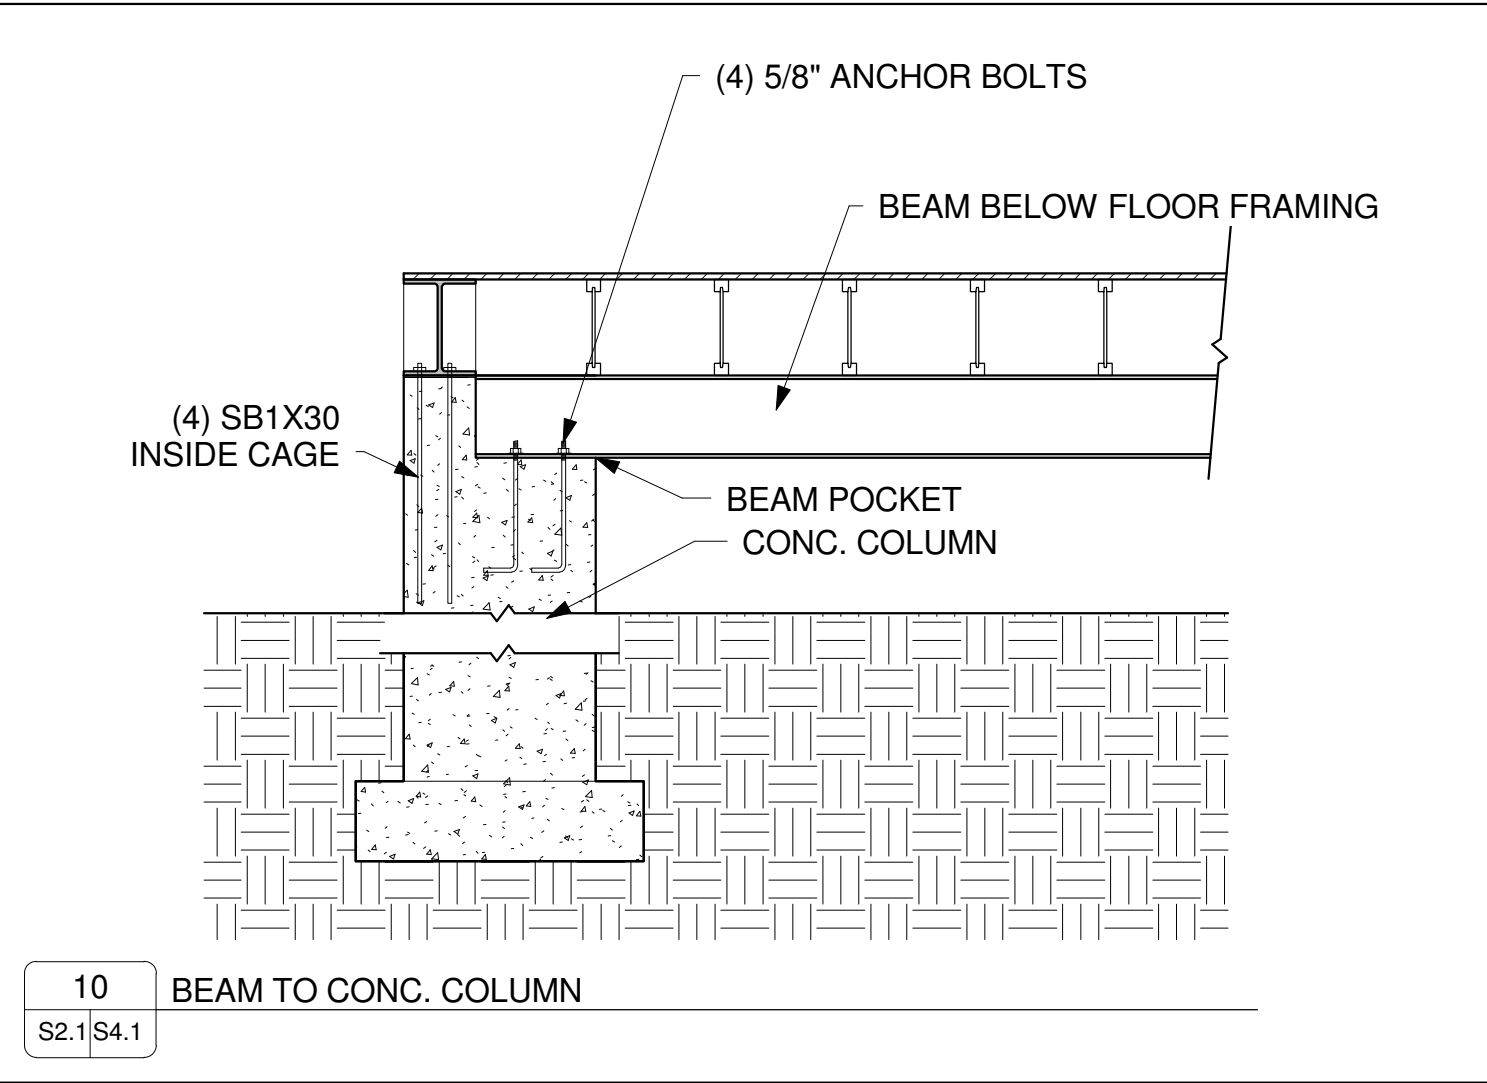 (4) 5/8" ANCHOR BOLTS
BEAM BELOW FLOOR FRAMING
(4) SB1X30
INSIDE CAGE
BEAM POCKET
CONC. COLUMN
10
BEAM TO CONC. COLUMN
S2.1 S4.1